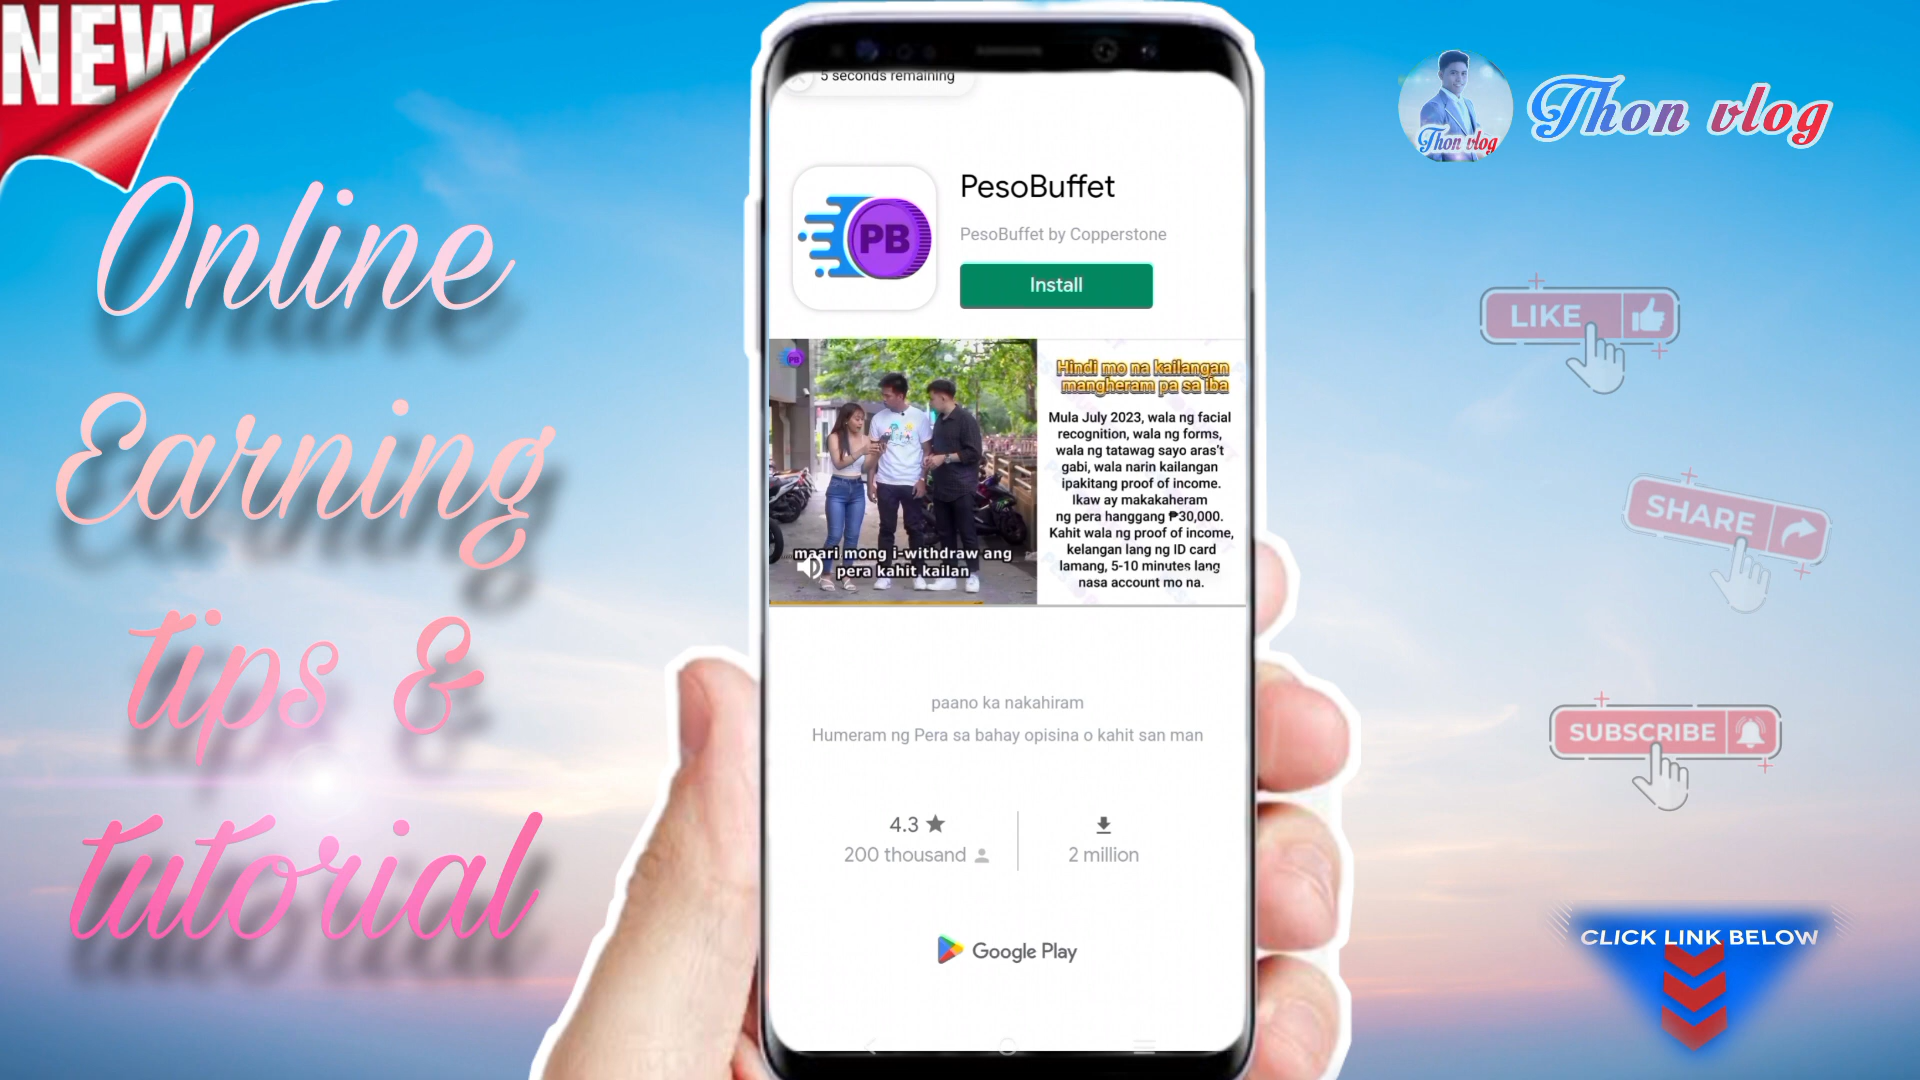 NEW
Online
Earning
tips &
tutorial
5 seconds remaining
PB
PesoBuffet
PesoBuffet by Copperstone
Install
PB
maari mong i-withdraw ang
pera kahit kailan
Hindi mo na kailangan
mangheram pa sa iba
Mula July 2023, wala ng facial
recognition, wala ng forms,
wala ng tatawag sayo aras't
gabi, wala narin kailangan
ipakitang proof of income.
Ikaw ay makakaheram
ng pera hanggang ₱30,000.
Kahit wala ng proof of income,
kelangan lang ng ID card
lamang, 5-10 minutes lang
nasa account mo na.
paano ka nakahiram
Humeram ng Pera sa bahay opisina o kahit san man
4.3 ★
200 thousand
2 million
Google Play
Thon vlog
Thon vlog
LIKE
SHARE
SUBSCRIBE
CLICK LINK BELOW